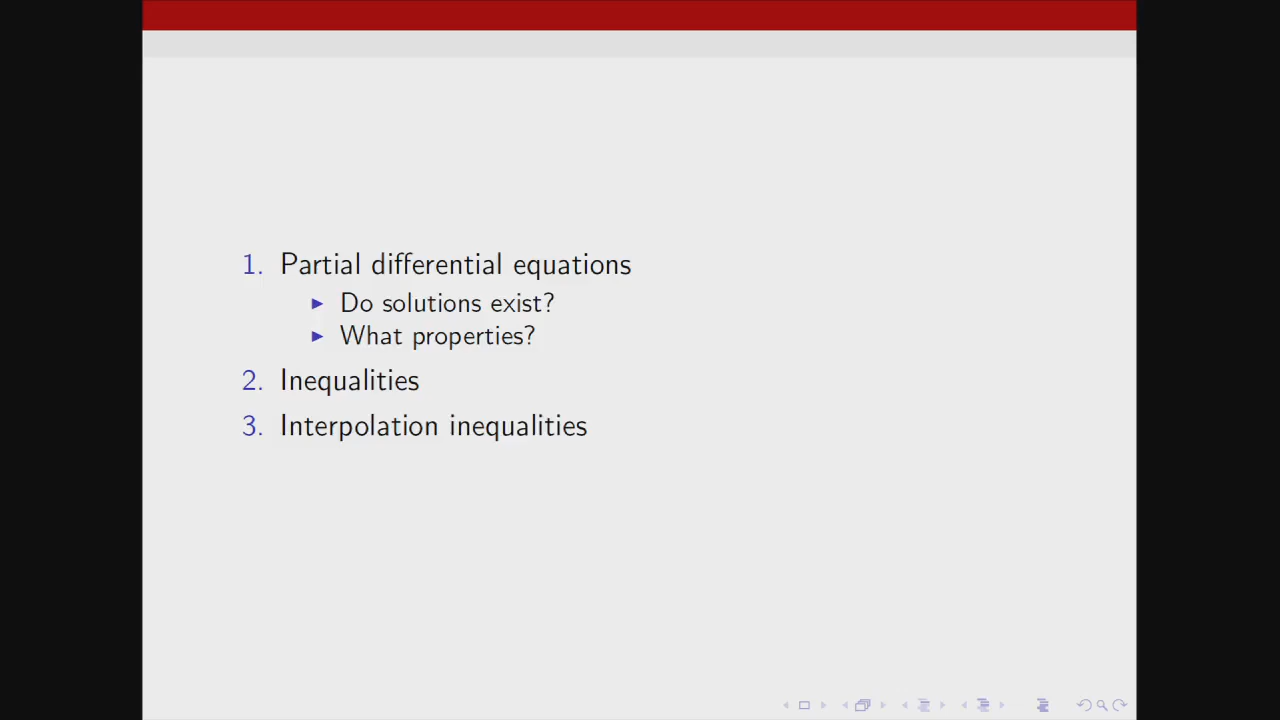 1. Partial differential equations
▶ Do solutions exist?
▶ What properties?
2. Inequalities
3. Interpolation inequalities